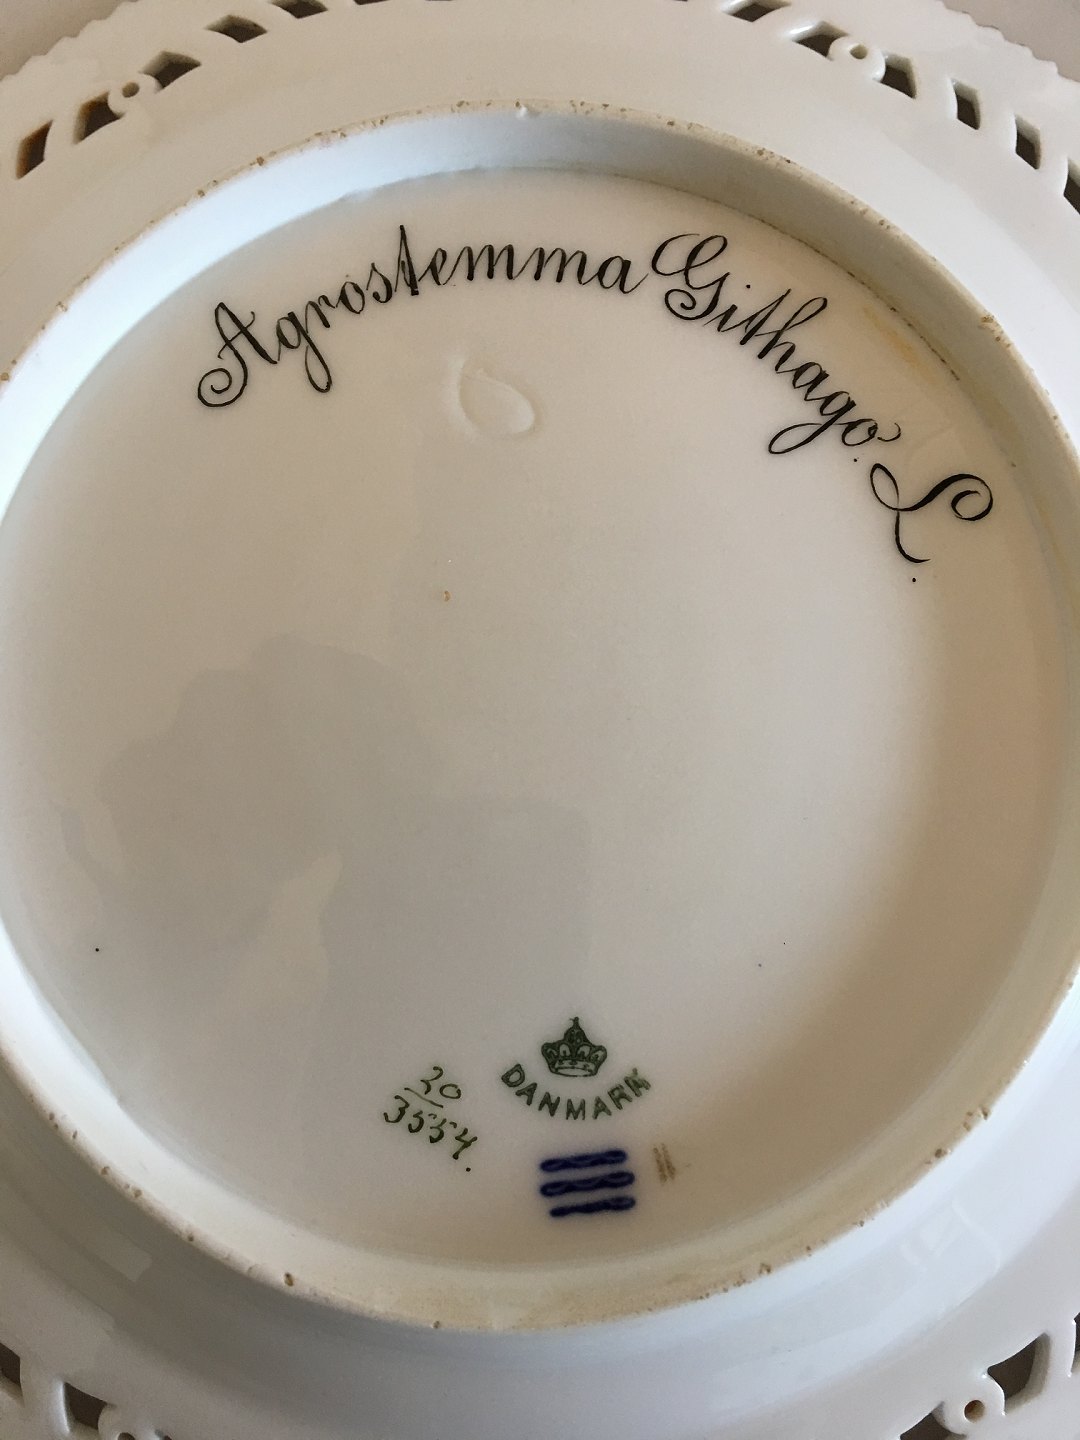 Agrostemma Githago. L.
DANMARK
20
3554.